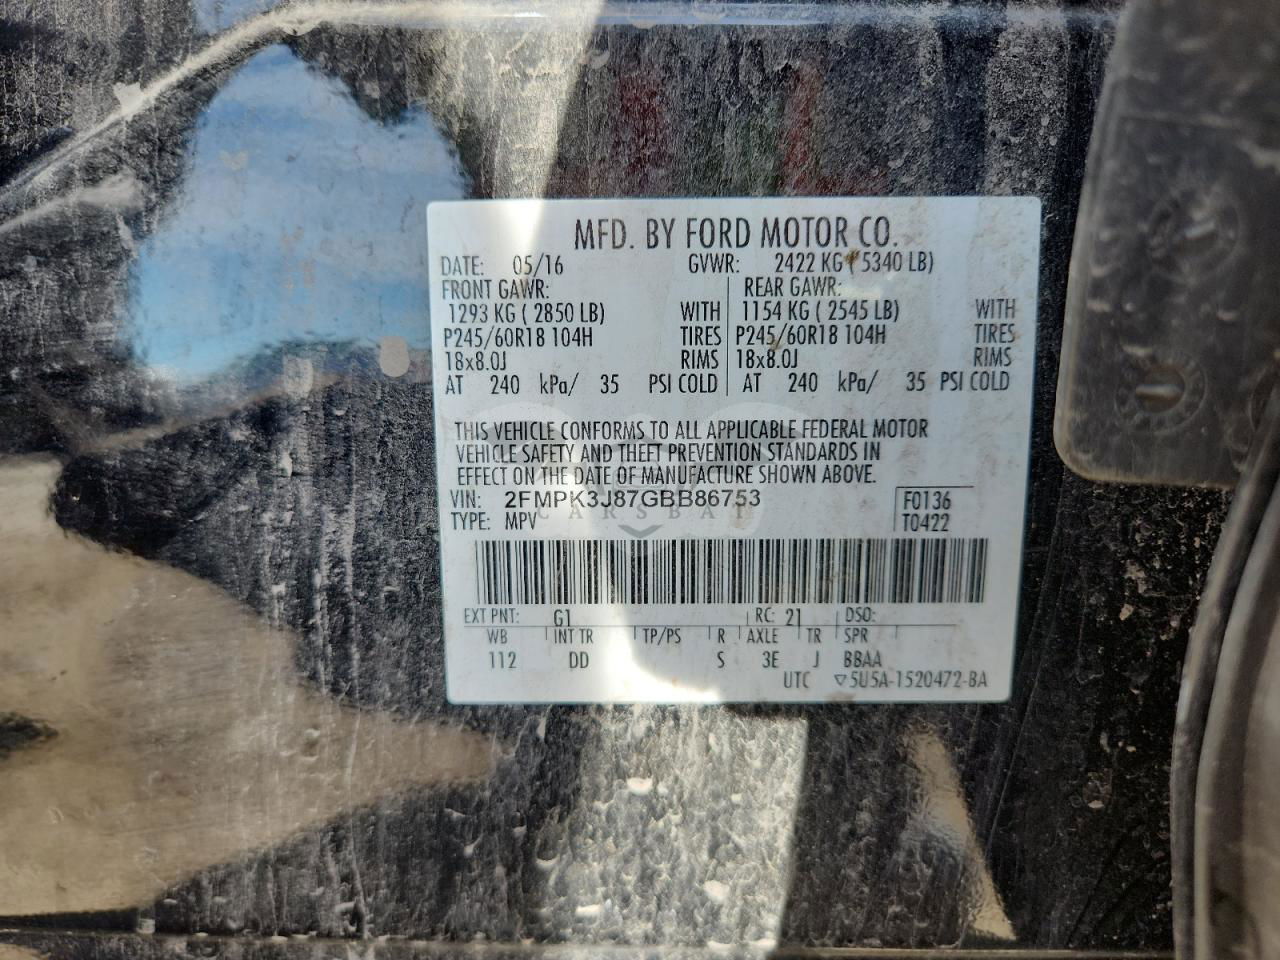 MFD. BY FORD MOTOR CO.
DATE: 05/16 GVWR: 2422 KG ( 5340 LB)
FRONT GAWR: REAR GAWR:
1293 KG ( 2850 LB) WITH 1154 KG ( 2545 LB) WITH
P245/60R18 104H TIRES P245/60R18 104H TIRES
18x8.0J RIMS 18x8.0J RIMS
AT 240 kPa/ 35 PSI COLD AT 240 kPa/ 35 PSI COLD
THIS VEHICLE CONFORMS TO ALL APPLICABLE FEDERAL MOTOR
VEHICLE SAFETY AND THEFT PREVENTION STANDARDS IN
EFFECT ON THE DATE OF MANUFACTURE SHOWN ABOVE.
VIN: 2FMPK3J87GBB86753 F0136
TYPE: MPV T0422
CARSBAT
EXT PNT: G1 RC: 21 DSO:
WB INT TR TP/PS R AXLE TR SPR
112 DD S 3E J BBAA
UTC ▽5U5A-1520472-BA